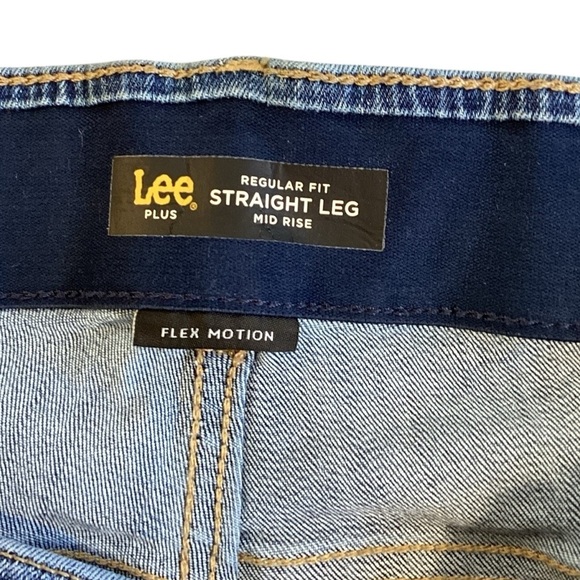 Lee®
PLUS
REGULAR FIT
STRAIGHT LEG
MID RISE
FLEX MOTION